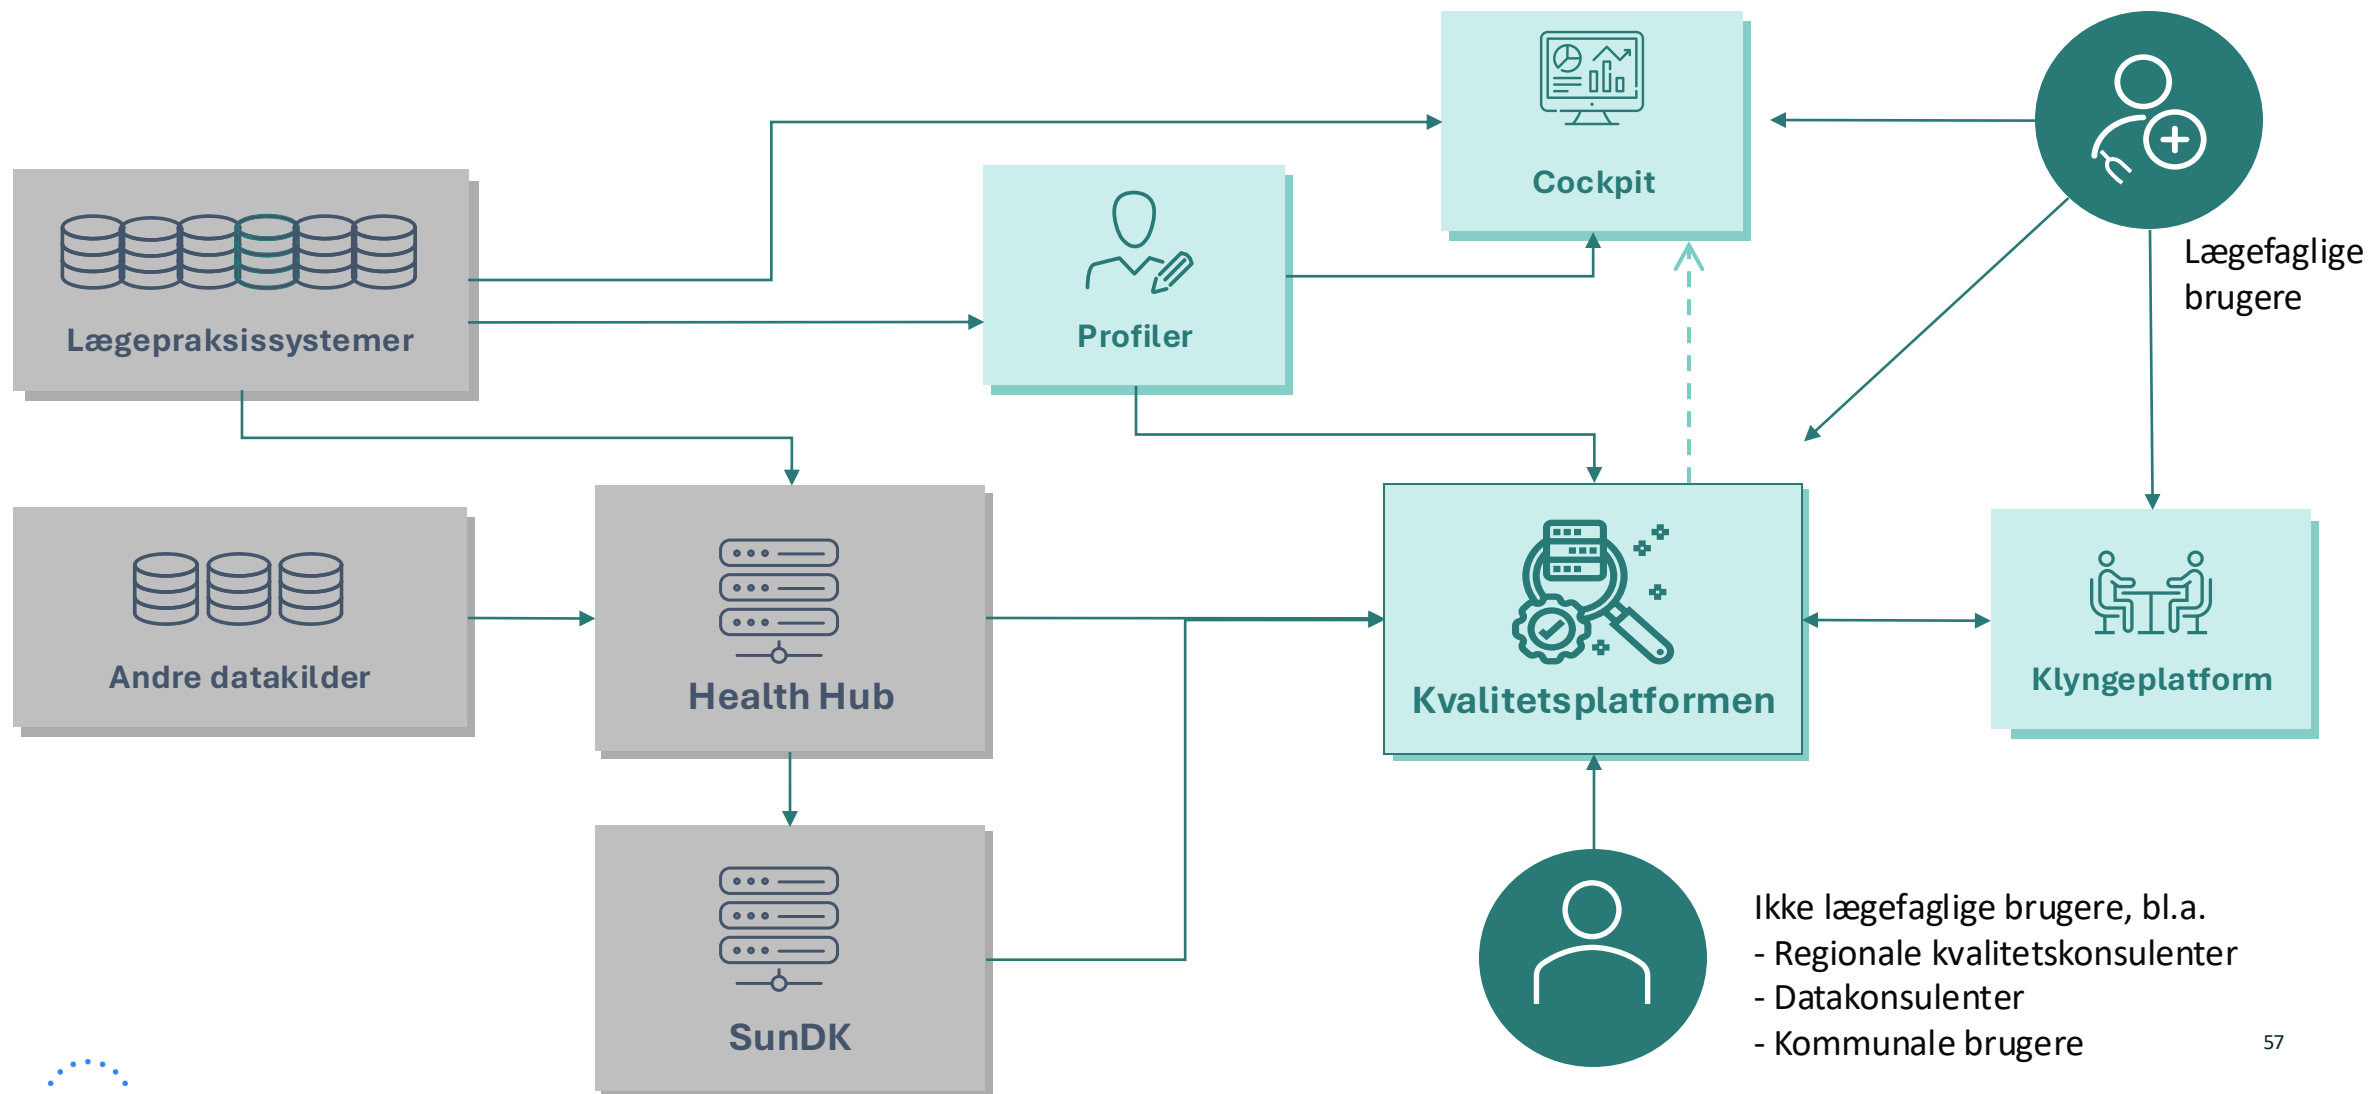 Cockpit
Lægefaglige
brugere
Lægepraksissystemer
Profiler
Andre datakilder
Health Hub
Kvalitetsplatformen
Klyngeplatform
SunDK
Ikke lægefaglige brugere, bl.a.
- Regionale kvalitetskonsulenter
- Datakonsulenter
- Kommunale brugere
57